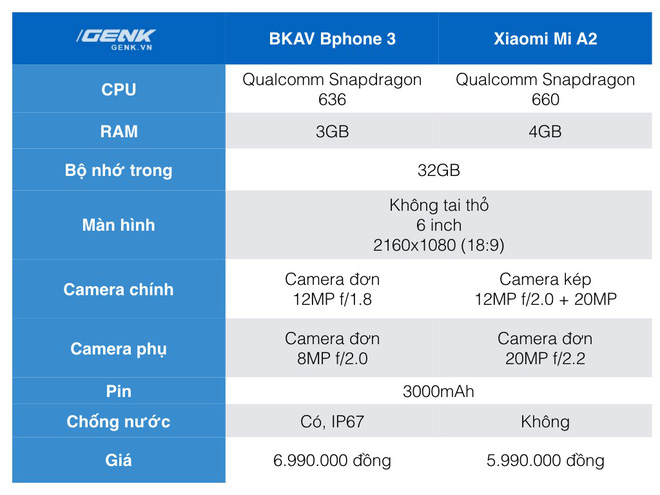 /GENK
GENK.VN
BKAV Bphone 3
Xiaomi Mi A2
CPU
Qualcomm Snapdragon
636
Qualcomm Snapdragon
660
RAM
3GB
4GB
Bộ nhớ trong
32GB
Màn hình
Không tai thỏ
6 inch
2160x1080 (18:9)
Camera chính
Camera đơn
12MP f/1.8
Camera kép
12MP f/2.0 + 20MP
Camera phụ
Camera đơn
8MP f/2.0
Camera đơn
20MP f/2.2
Pin
3000mAh
Chống nước
Có, IP67
Không
Giá
6.990.000 đồng
5.990.000 đồng